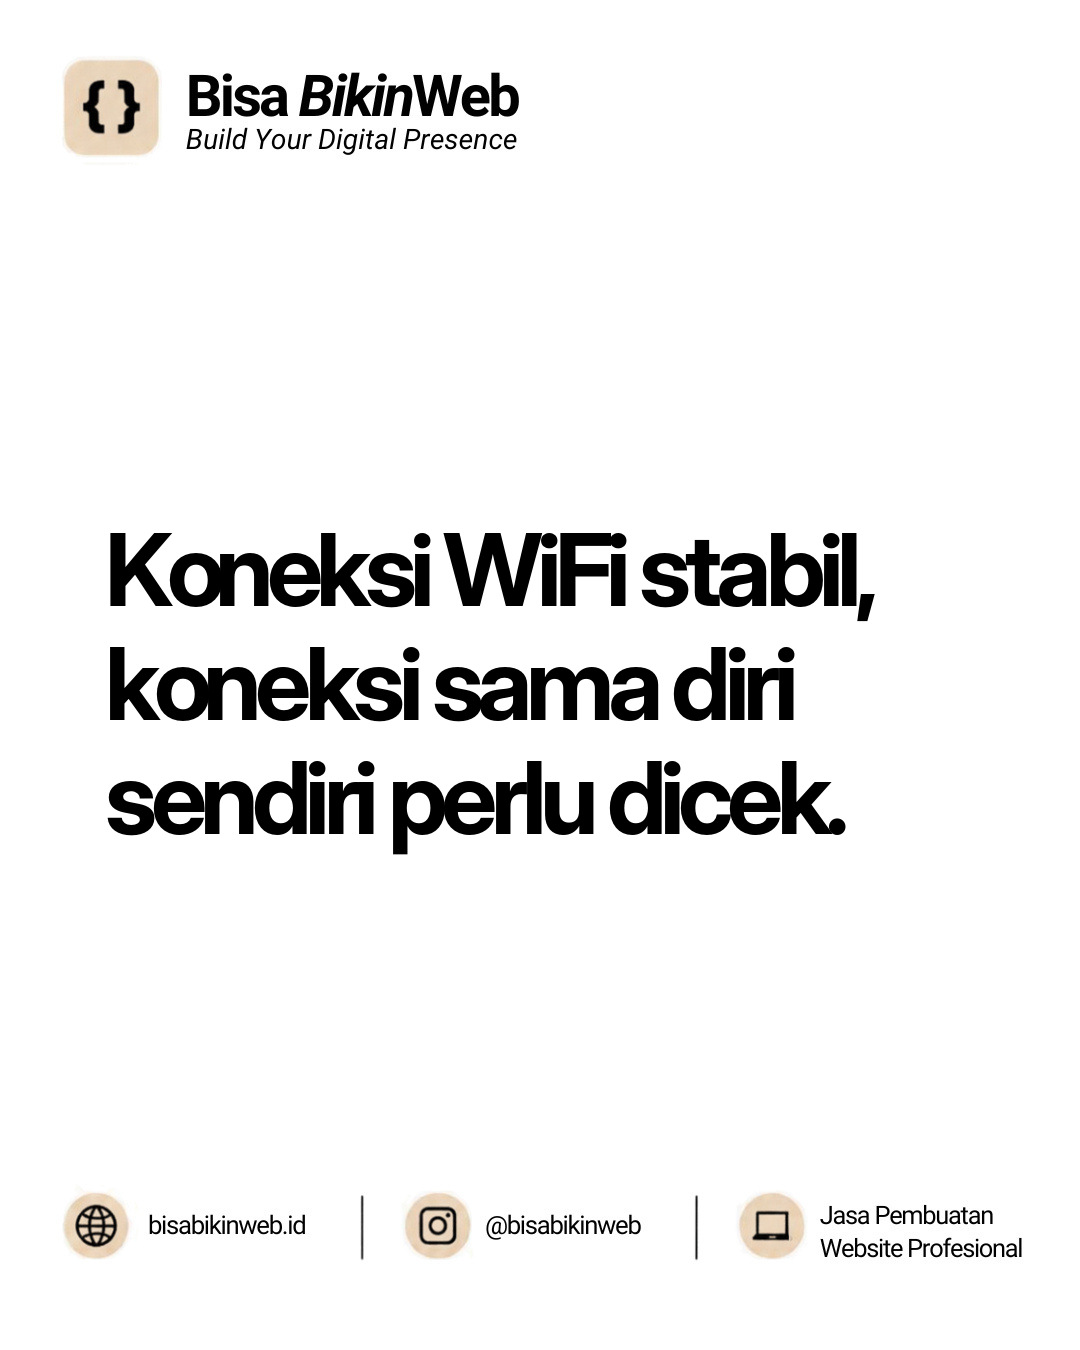 { }
Bisa BikinWeb
Build Your Digital Presence
Koneksi WiFi stabil,
koneksi sama diri
sendiri perlu dicek.
bisabikinweb.id
@bisabikinweb
Jasa Pembuatan
Website Profesional